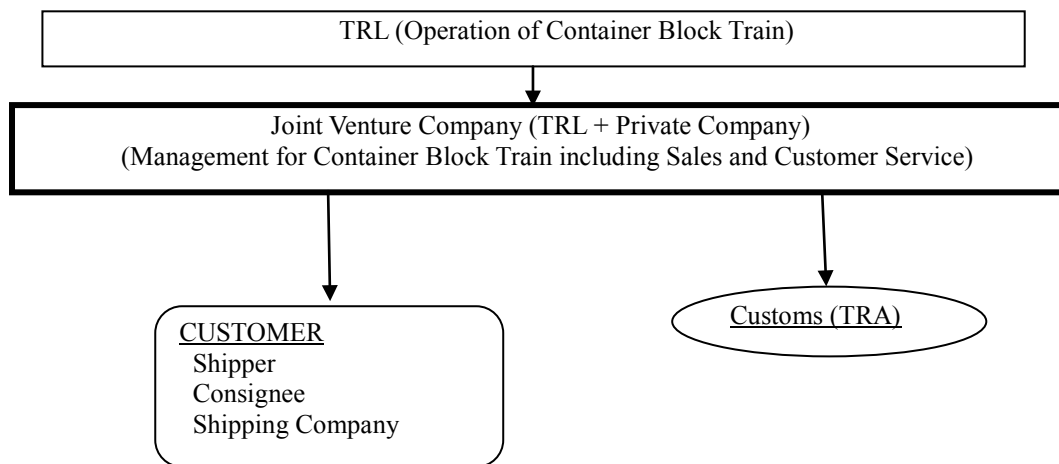 TRL (Operation of Container Block Train)
Joint Venture Company (TRL + Private Company)
(Management for Container Block Train including Sales and Customer Service)
CUSTOMER
Shipper
Consignee
Shipping Company
Customs (TRA)